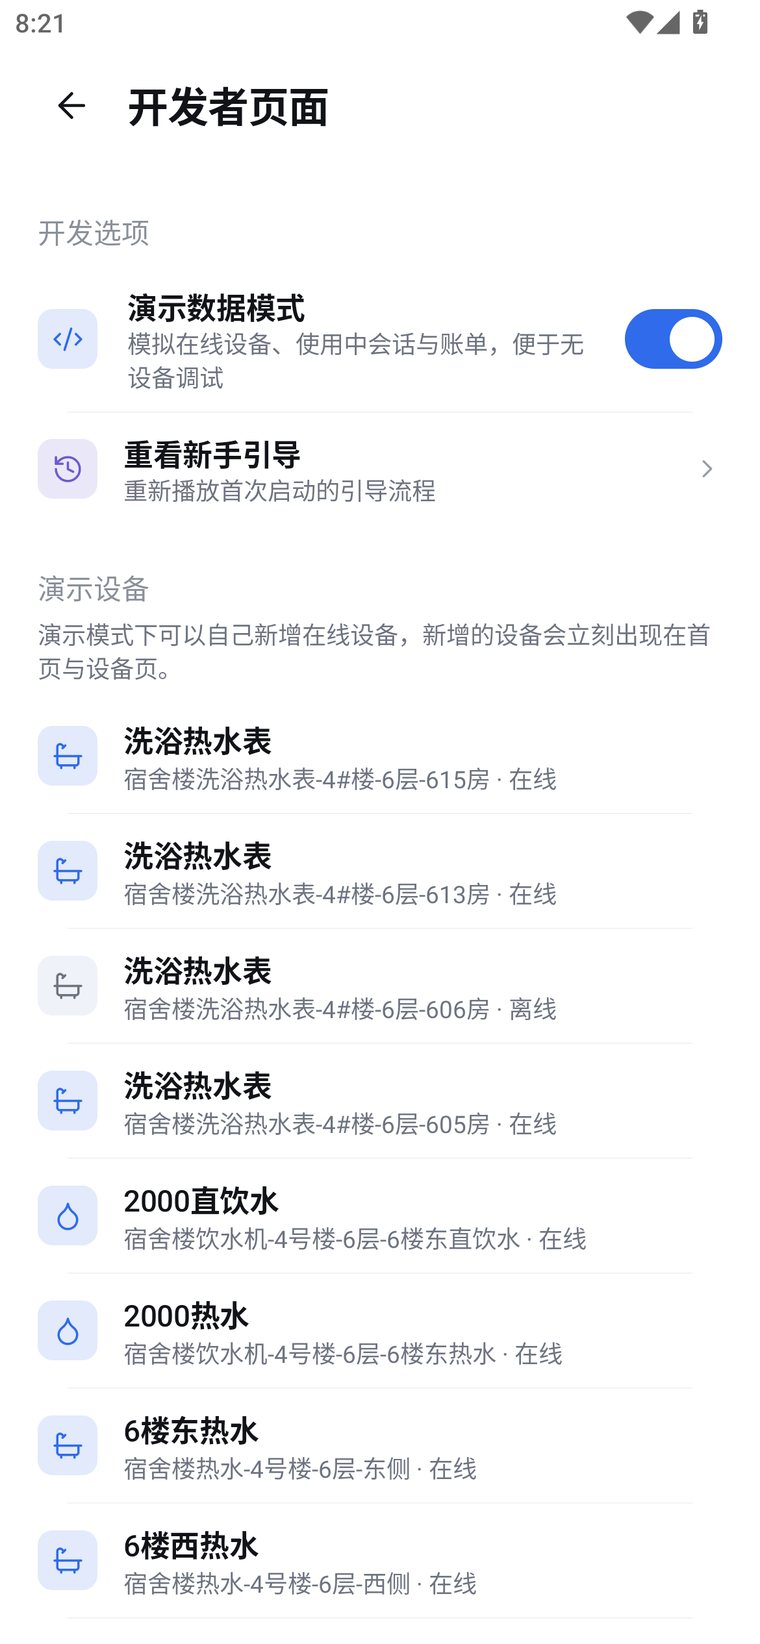 8:21
开发者页面
开发选项
演示数据模式
模拟在线设备、使用中会话与账单，便于无
设备调试
重看新手引导
重新播放首次启动的引导流程
演示设备
演示模式下可以自己新增在线设备，新增的设备会立刻出现在首
页与设备页。
洗浴热水表
宿舍楼洗浴热水表-4#楼-6层-615房 · 在线
洗浴热水表
宿舍楼洗浴热水表-4#楼-6层-613房 · 在线
洗浴热水表
宿舍楼洗浴热水表-4#楼-6层-606房 · 离线
洗浴热水表
宿舍楼洗浴热水表-4#楼-6层-605房 · 在线
2000直饮水
宿舍楼饮水机-4号楼-6层-6楼东直饮水 · 在线
2000热水
宿舍楼饮水机-4号楼-6层-6楼东热水 · 在线
6楼东热水
宿舍楼热水-4号楼-6层-东侧 · 在线
6楼西热水
宿舍楼热水-4号楼-6层-西侧 · 在线